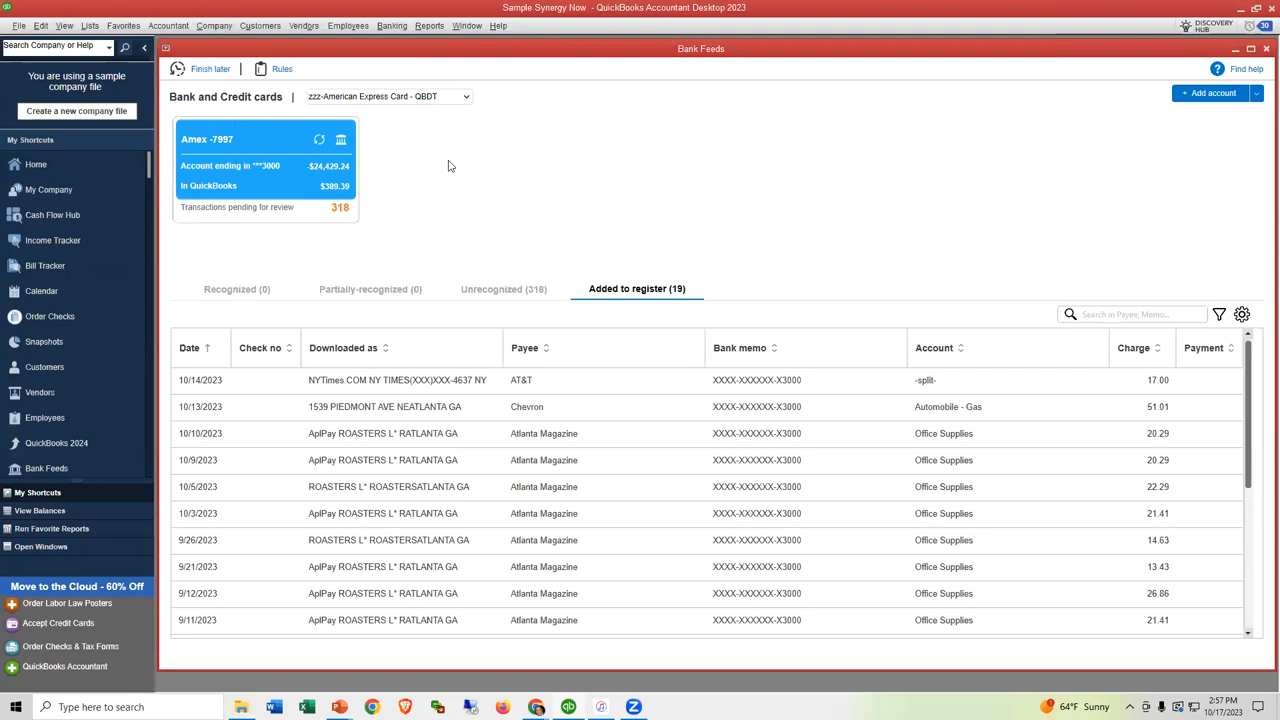 Sample Synergy Now - QuickBooks Accountant Desktop 2023
File Edit View Lists Favorites Accountant Company Customers Vendors Employees Banking Reports Window Help
DISCOVERY HUB
30
Search Company or Help
Bank Feeds
You are using a sample company file
Create a new company file
My Shortcuts
Home
My Company
Cash Flow Hub
Income Tracker
Bill Tracker
Calendar
Order Checks
Snapshots
Customers
Vendors
Employees
QuickBooks 2024
Bank Feeds
My Shortcuts
View Balances
Run Favorite Reports
Open Windows
Move to the Cloud - 60% Off
Order Labor Law Posters
Accept Credit Cards
Order Checks & Tax Forms
QuickBooks Accountant
Finish later | Rules
Find help
Bank and Credit cards | zzz-American Express Card - QBDT
+ Add account
Amex -7997
Account ending in ***3000 -$24,429.24
In QuickBooks $389.39
Transactions pending for review 318
Recognized (0) Partially-recognized (0) Unrecognized (318) Added to register (19)
Search in Payee, Memo...
Date Check no Downloaded as Payee Bank memo Account Charge Payment
10/14/2023 NYTimes COM NY TIMES(XXX)XXX-4637 NY AT&T XXXX-XXXXXX-X3000 -split- 17.00
10/13/2023 1539 PIEDMONT AVE NEATLANTA GA Chevron XXXX-XXXXXX-X3000 Automobile - Gas 51.01
10/10/2023 AplPay ROASTERS L* RATLANTA GA Atlanta Magazine XXXX-XXXXXX-X3000 Office Supplies 20.29
10/9/2023 AplPay ROASTERS L* RATLANTA GA Atlanta Magazine XXXX-XXXXXX-X3000 Office Supplies 20.29
10/5/2023 ROASTERS L* ROASTERSATLANTA GA Atlanta Magazine XXXX-XXXXXX-X3000 Office Supplies 22.29
10/3/2023 AplPay ROASTERS L* RATLANTA GA Atlanta Magazine XXXX-XXXXXX-X3000 Office Supplies 21.41
9/26/2023 ROASTERS L* ROASTERSATLANTA GA Atlanta Magazine XXXX-XXXXXX-X3000 Office Supplies 14.63
9/21/2023 AplPay ROASTERS L* RATLANTA GA Atlanta Magazine XXXX-XXXXXX-X3000 Office Supplies 13.43
9/12/2023 AplPay ROASTERS L* RATLANTA GA Atlanta Magazine XXXX-XXXXXX-X3000 Office Supplies 26.86
9/11/2023 AplPay ROASTERS L* RATLANTA GA Atlanta Magazine XXXX-XXXXXX-X3000 Office Supplies 21.41
Type here to search
64°F Sunny
2:57 PM
10/17/2023